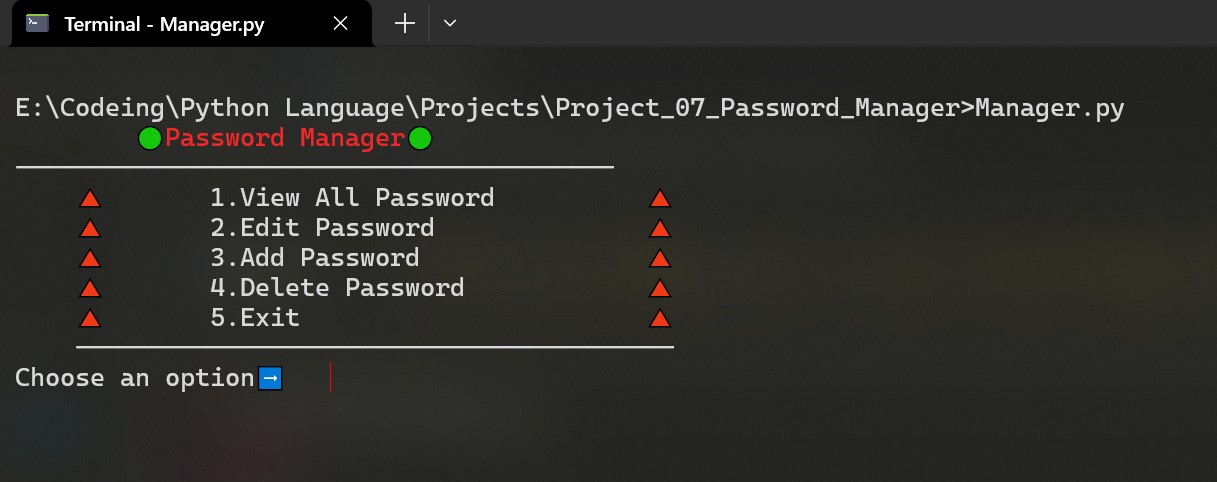 Terminal - Manager.py
E:\Codeing\Python Language\Projects\Project_07_Password_Manager>Manager.py
Password Manager
1.View All Password
2.Edit Password
3.Add Password
4.Delete Password
5.Exit
Choose an option